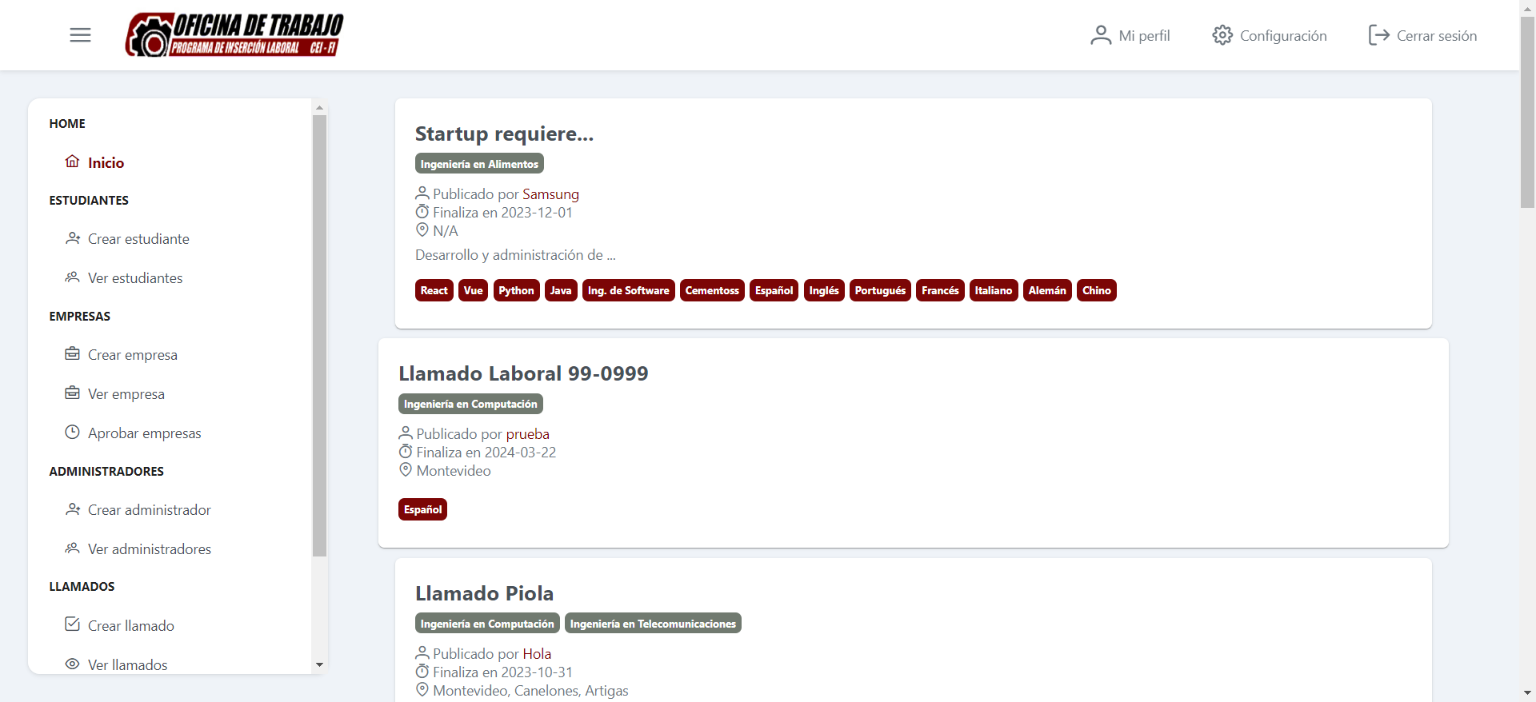 OFICINA DE TRABAJO
PROGRAMA DE INSERCIÓN LABORAL CEI - FI
Mi perfil
Configuración
Cerrar sesión
HOME
Inicio
ESTUDIANTES
Crear estudiante
Ver estudiantes
EMPRESAS
Crear empresa
Ver empresa
Aprobar empresas
ADMINISTRADORES
Crear administrador
Ver administradores
LLAMADOS
Crear llamado
Ver llamados
Startup requiere...
Ingeniería en Alimentos
Publicado por Samsung
Finaliza en 2023-12-01
N/A
Desarrollo y administración de ...
React Vue Python Java Ing. de Software Cementoss Español Inglés Portugués Francés Italiano Alemán Chino
Llamado Laboral 99-0999
Ingeniería en Computación
Publicado por prueba
Finaliza en 2024-03-22
Montevideo
Español
Llamado Piola
Ingeniería en Computación Ingeniería en Telecomunicaciones
Publicado por Hola
Finaliza en 2023-10-31
Montevideo, Canelones, Artigas